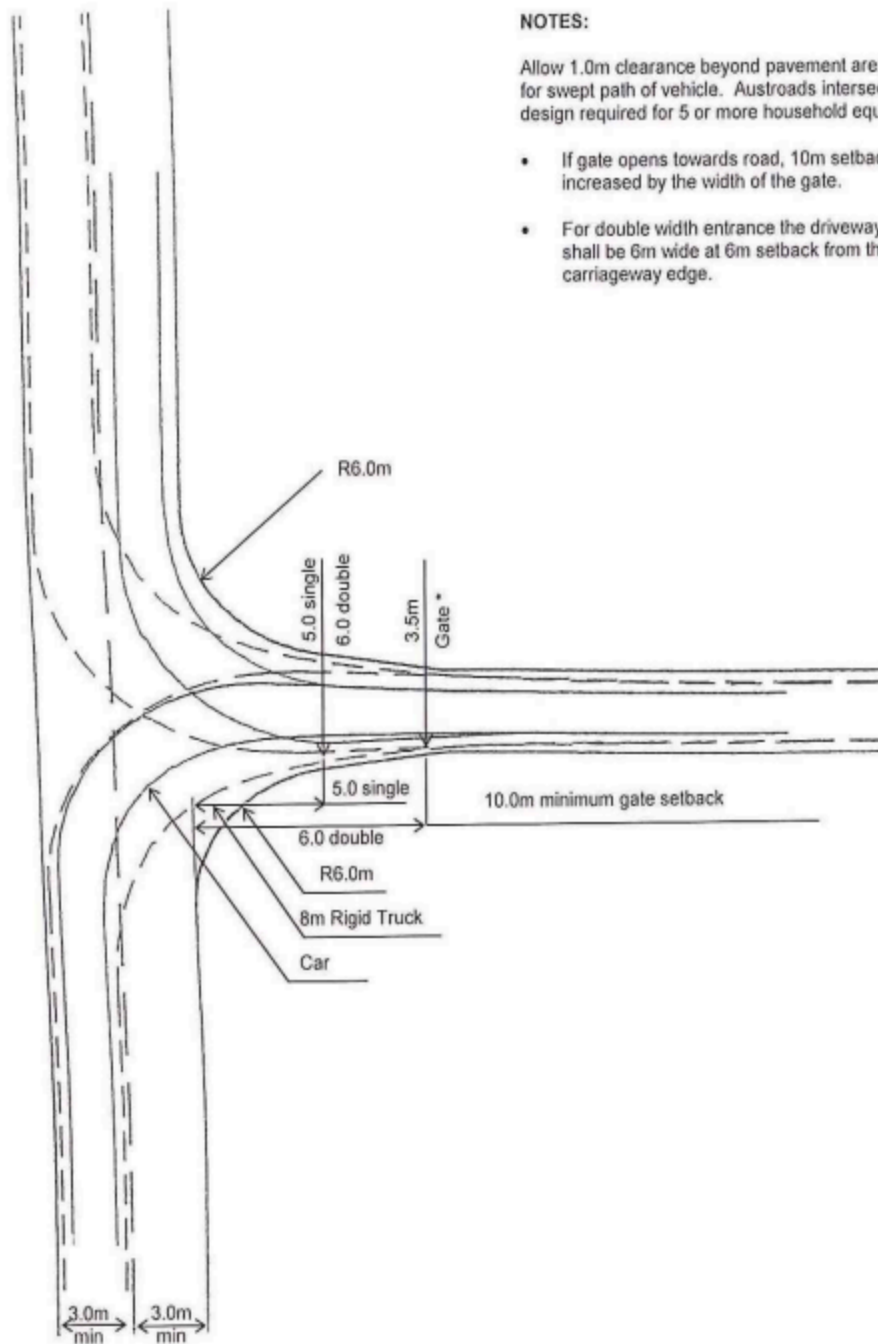 NOTES:
Allow 1.0m clearance beyond pavement are
for swept path of vehicle. Austroads
design required for 5 or more household
If gate opens towards road, 10m
increased by the width of the gate.
For double width entrance the driveway
shall be 6m wide at 6m setback from
carriageway edge.
R6.0m
5.0 single
6.0 double
3.5m
Gate *
5.0 single
10.0m minimum gate setback
6.0 double
R6.0m
8m Rigid Truck
Car
3.0m
min
3.0m
min